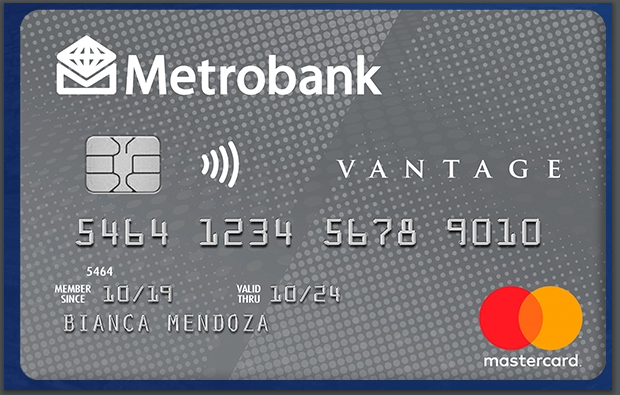 Metrobank
VANTAGE
5464 1234 5678 9010
5464
MEMBER SINCE 10/19 VALID THRU 10/24
BIANCA MENDOZA
mastercard.